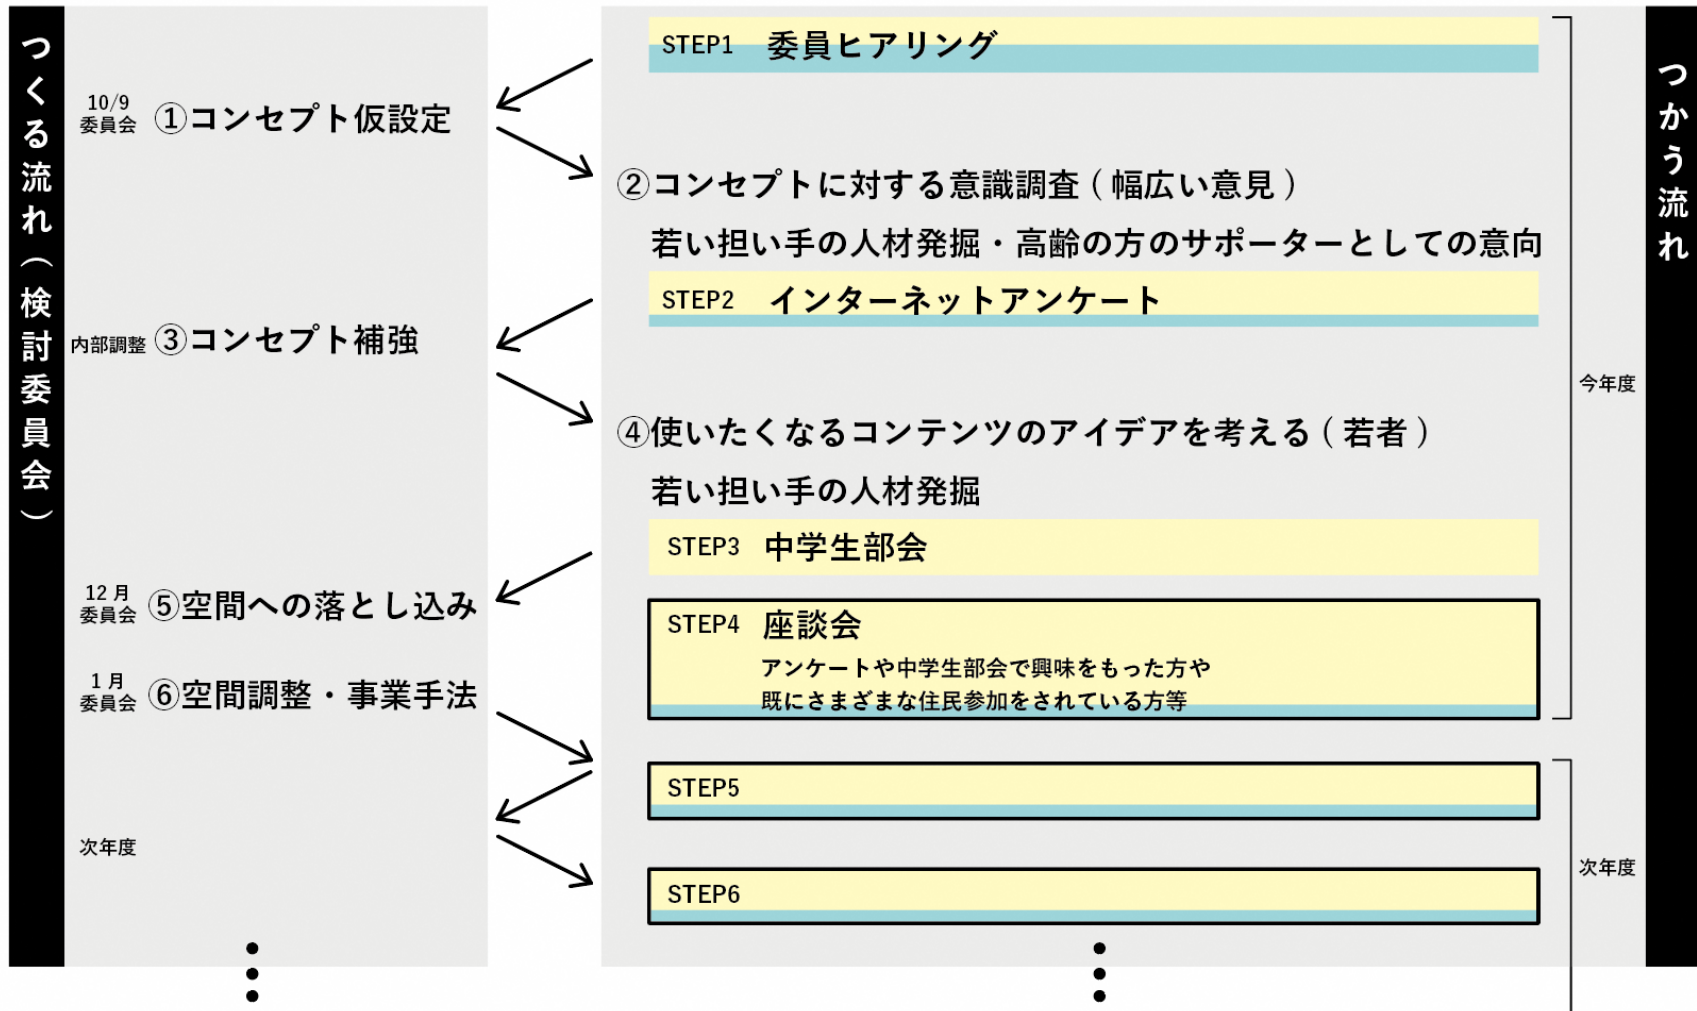 つくる流れ（検討委員会）
つかう流れ
STEP1 委員ヒアリング
10/9
委員会
①コンセプト仮設定
②コンセプトに対する意識調査(幅広い意見)
若い担い手の人材発掘・高齢の方のサポーターとしての意向
STEP2 インターネットアンケート
内部調整 ③コンセプト補強
今年度
④使いたくなるコンテンツのアイデアを考える(若者)
若い担い手の人材発掘
STEP3 中学生部会
12月
委員会
⑤空間への落とし込み
STEP4 座談会
アンケートや中学生部会で興味をもった方や
既にさまざまな住民参加をされている方等
1月
委員会
⑥空間調整・事業手法
STEP5
次年度
次年度
STEP6